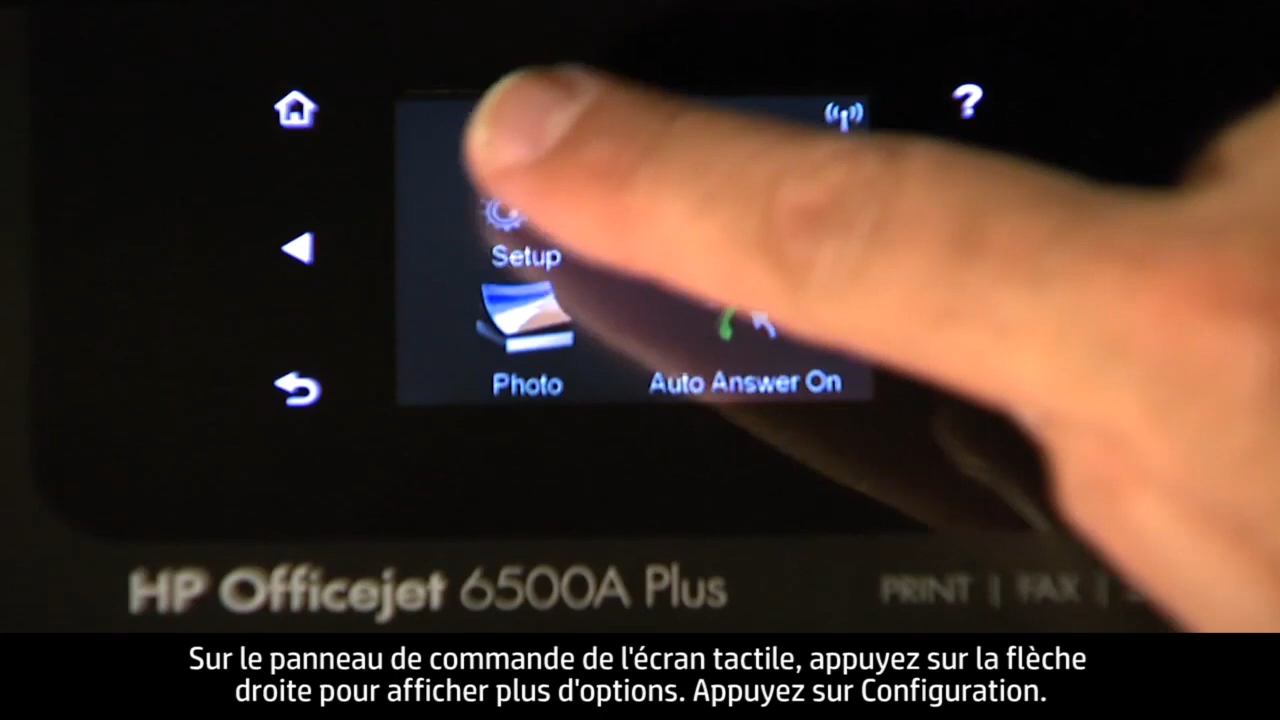 ?
Setup
Photo
Auto Answer On
HP Officejet 6500A Plus
PRINT | FAX |
Sur le panneau de commande de l'écran tactile, appuyez sur la flèche
droite pour afficher plus d'options. Appuyez sur Configuration.